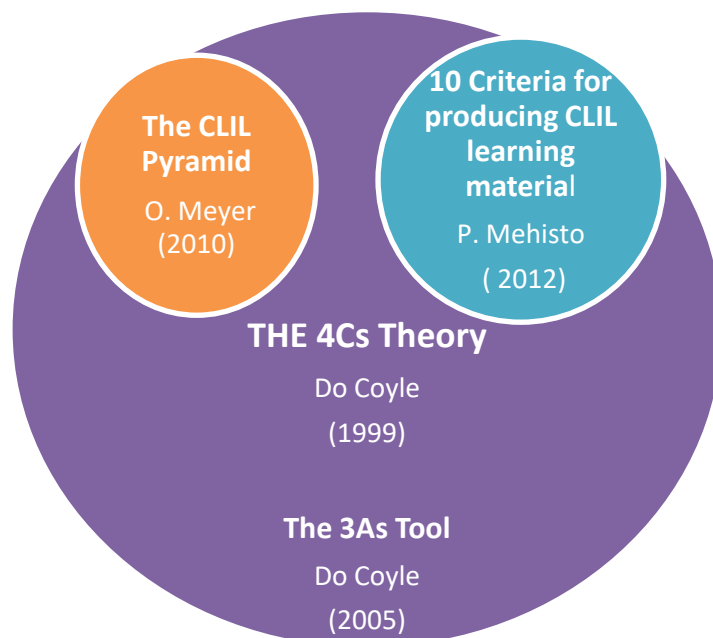 The CLIL
Pyramid
O. Meyer
(2010)
10 Criteria for
producing CLIL
learning
material
P. Mehisto
( 2012)
THE 4Cs Theory
Do Coyle
(1999)
The 3As Tool
Do Coyle
(2005)